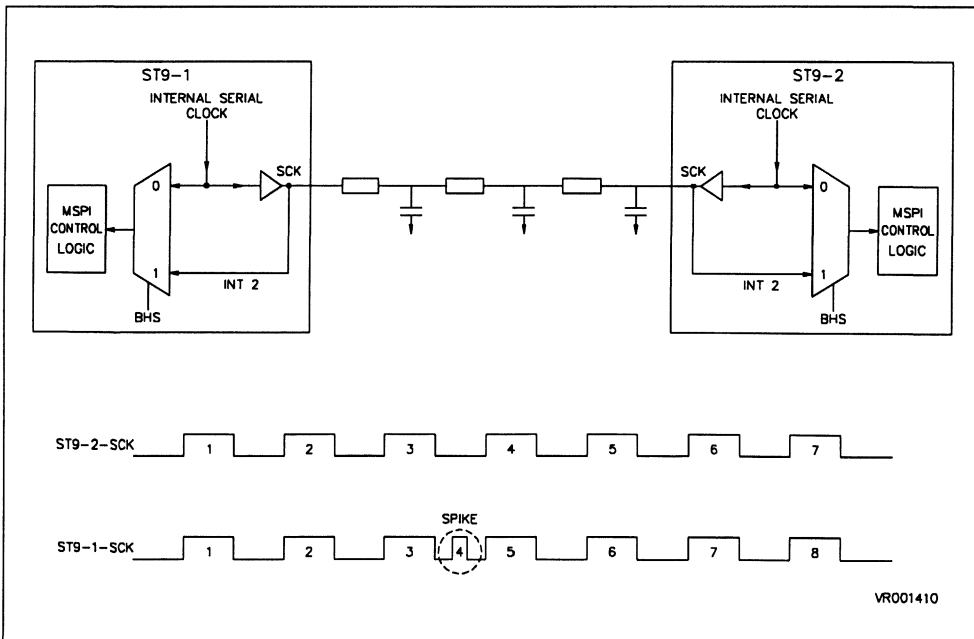 ST9-1
INTERNAL SERIAL
CLOCK
SCK
0
MSPI
CONTROL
LOGIC
1
INT 2
BHS
ST9-2
INTERNAL SERIAL
CLOCK
SCK
0
MSPI
CONTROL
LOGIC
1
INT 2
BHS
ST9-2-SCK 1 2 3 4 5 6 7
SPIKE
ST9-1-SCK 1 2 3 4 5 6 7 8
VR001410